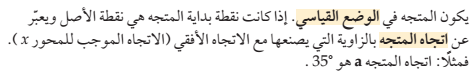 يكون المتجه في الوضع القياسي. إذا كانت نقطة بداية المتجه هي نقطة الأصل ويعبّر
عن اتجاه المتجه بالزاوية التي يصنعها مع الاتجاه الأفقي (الاتجاه الموجب للمحور x ).
فمثلًا: اتجاه المتجه a هو 35° .